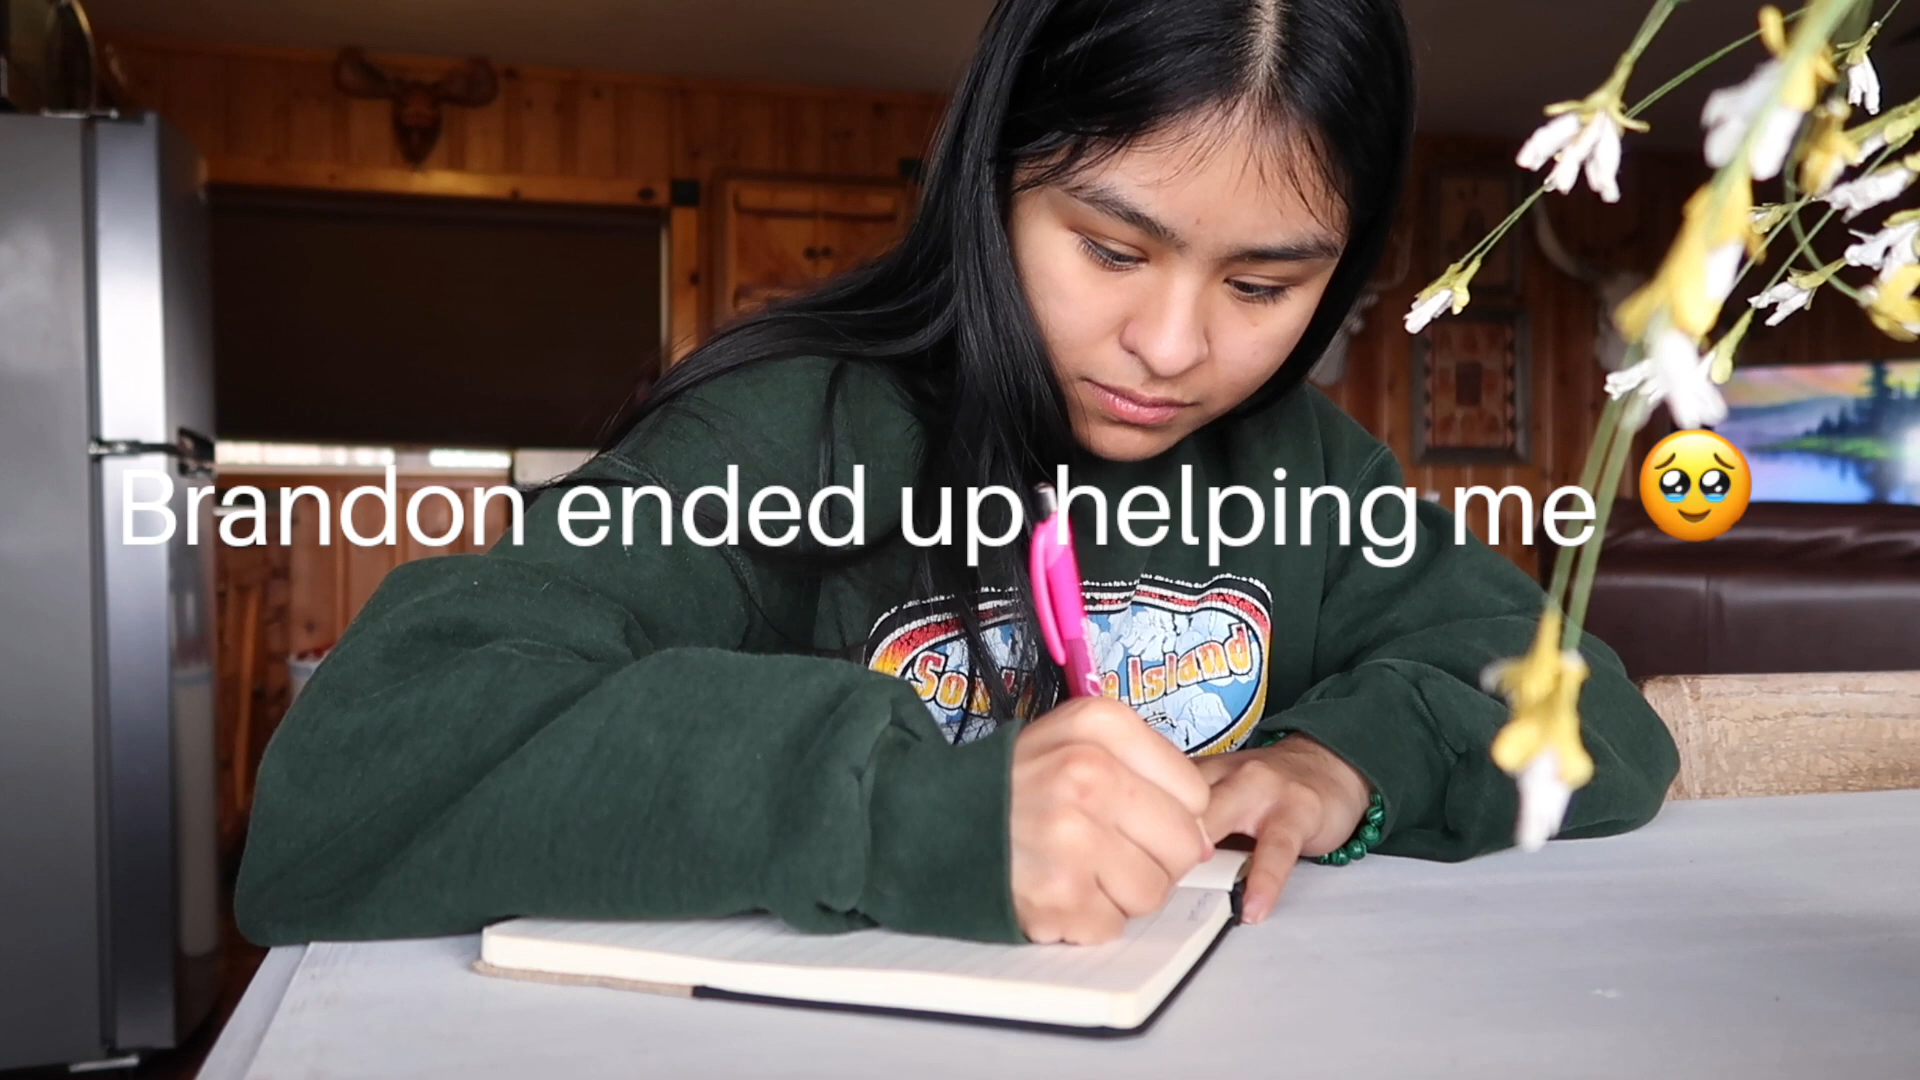 Brandon ended up helping me 🥹
Island